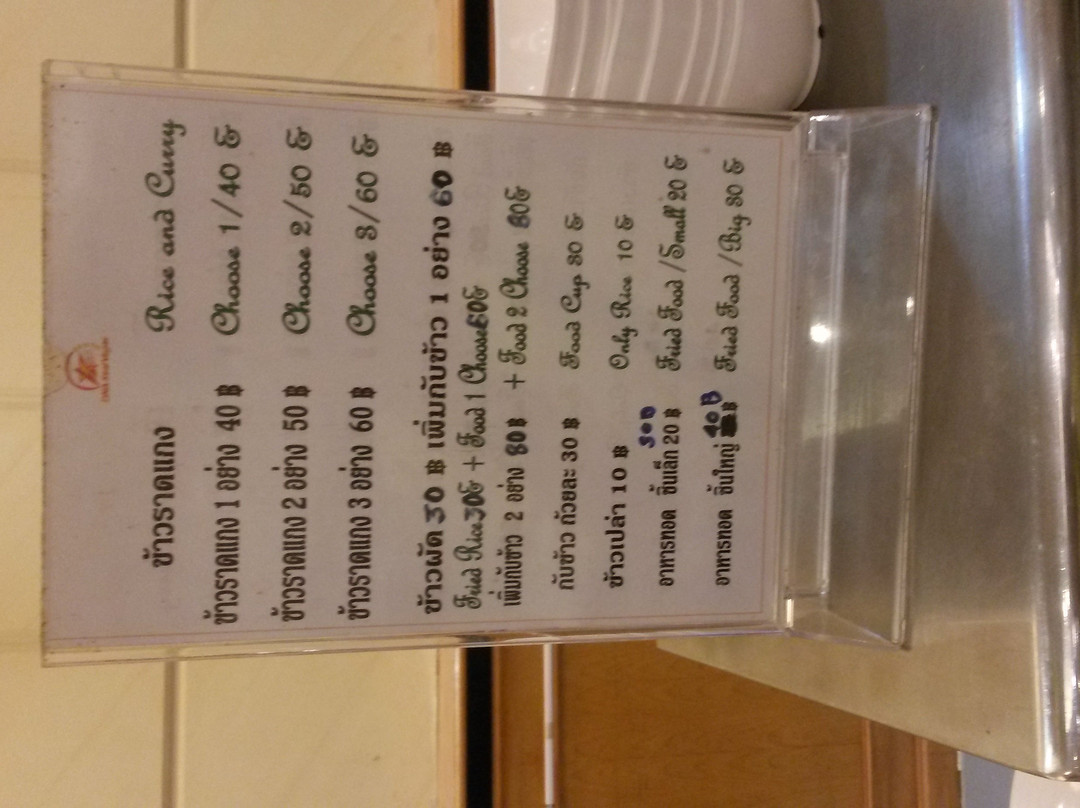 ข้าวราดแกง Rice and Curry
ข้าวราดแกง 1 อย่าง 40 ฿ Choose 1/40 ฿
ข้าวราดแกง 2 อย่าง 50 ฿ Choose 2/50 ฿
ข้าวราดแกง 3 อย่าง 60 ฿ Choose 3/60 ฿
ข้าวผัด 30 ฿ เพิ่มกับข้าว 1 อย่าง 60 ฿
Fried Rice 30฿ + Food 1 Choose 60฿
เพิ่มกับข้าว 2 อย่าง 80 ฿ + Food 2 Choose 80฿
กับข้าว ถ้วยละ 30 ฿ Food Cup 30 ฿
ข้าวเปล่า 10 ฿ Only Rice 10 ฿
30฿
อาหารทอด ชิ้นเล็ก 20 ฿ Fried Food /Small 20 ฿
40฿
อาหารทอด ชิ้นใหญ่ ฿ Fried Food /Big 30 ฿